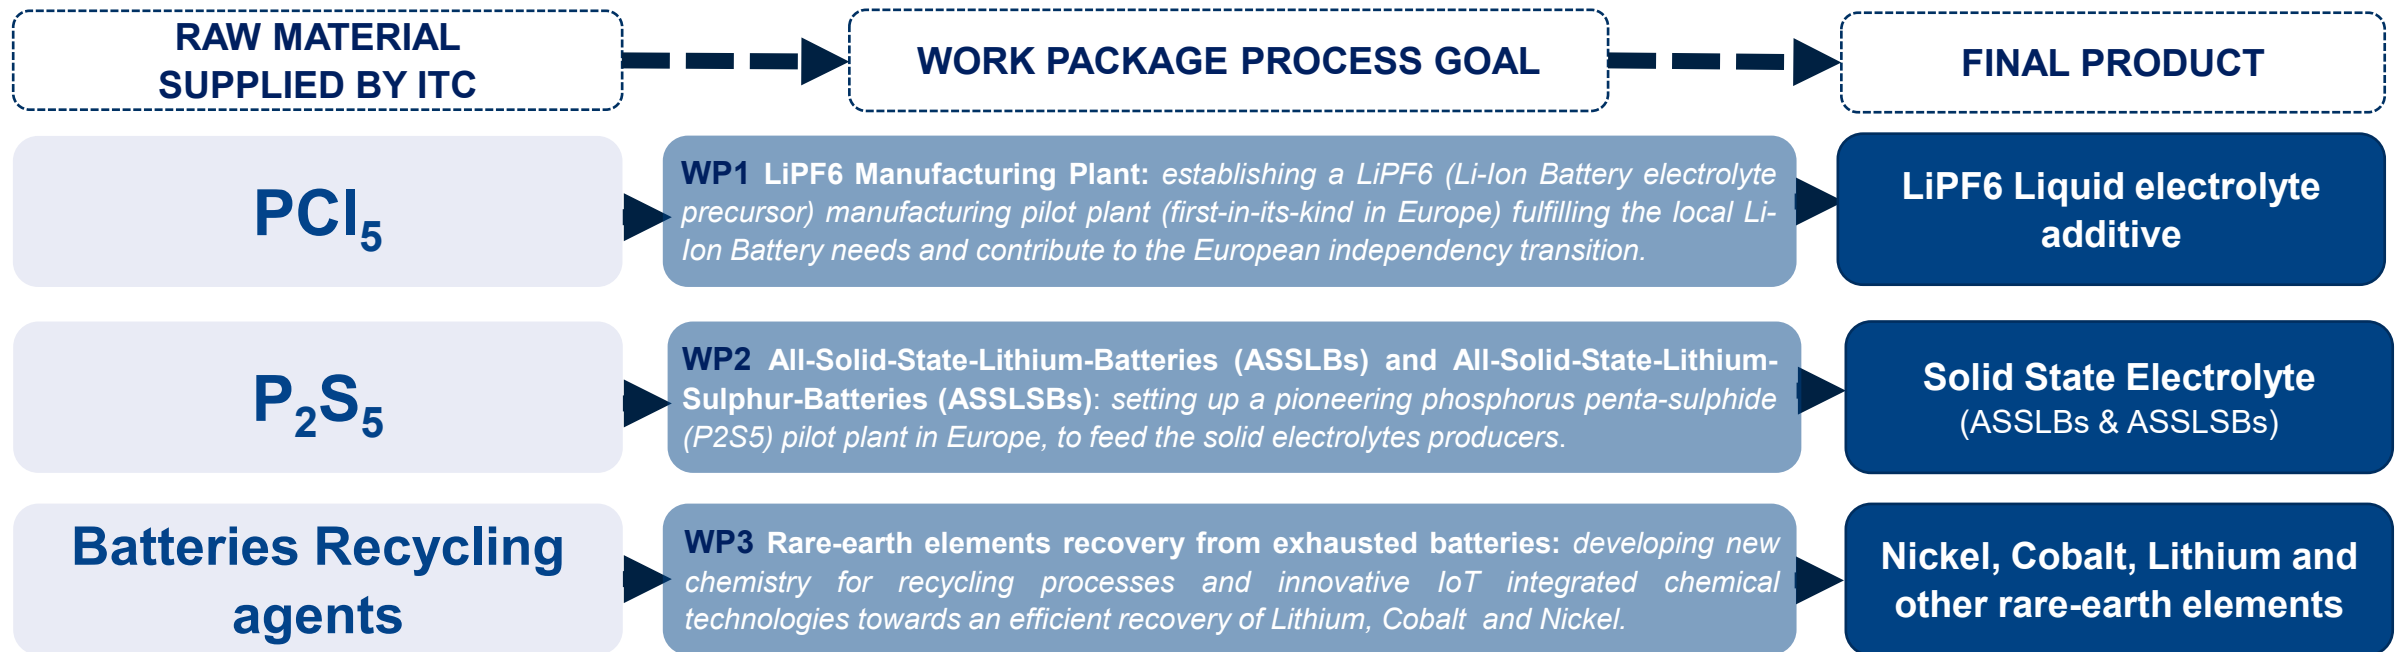 RAW MATERIAL
SUPPLIED BY ITC
WORK PACKAGE PROCESS GOAL
FINAL PRODUCT
PCl₅
WP1 LiPF6 Manufacturing Plant: establishing a LiPF6 (Li-Ion Battery electrolyte
precursor) manufacturing pilot plant (first-in-its-kind in Europe) fulfilling the local Li-
Ion Battery needs and contribute to the European independency transition.
LiPF6 Liquid electrolyte
additive
P₂S₅
WP2 All-Solid-State-Lithium-Batteries (ASSLBs) and All-Solid-State-Lithium-
Sulphur-Batteries (ASSLSBs): setting up a pioneering phosphorus penta-sulphide
(P2S5) pilot plant in Europe, to feed the solid electrolytes producers.
Solid State Electrolyte
(ASSLBs & ASSLSBs)
Batteries Recycling
agents
WP3 Rare-earth elements recovery from exhausted batteries: developing new
chemistry for recycling processes and innovative IoT integrated chemical
technologies towards an efficient recovery of Lithium, Cobalt and Nickel.
Nickel, Cobalt, Lithium and
other rare-earth elements